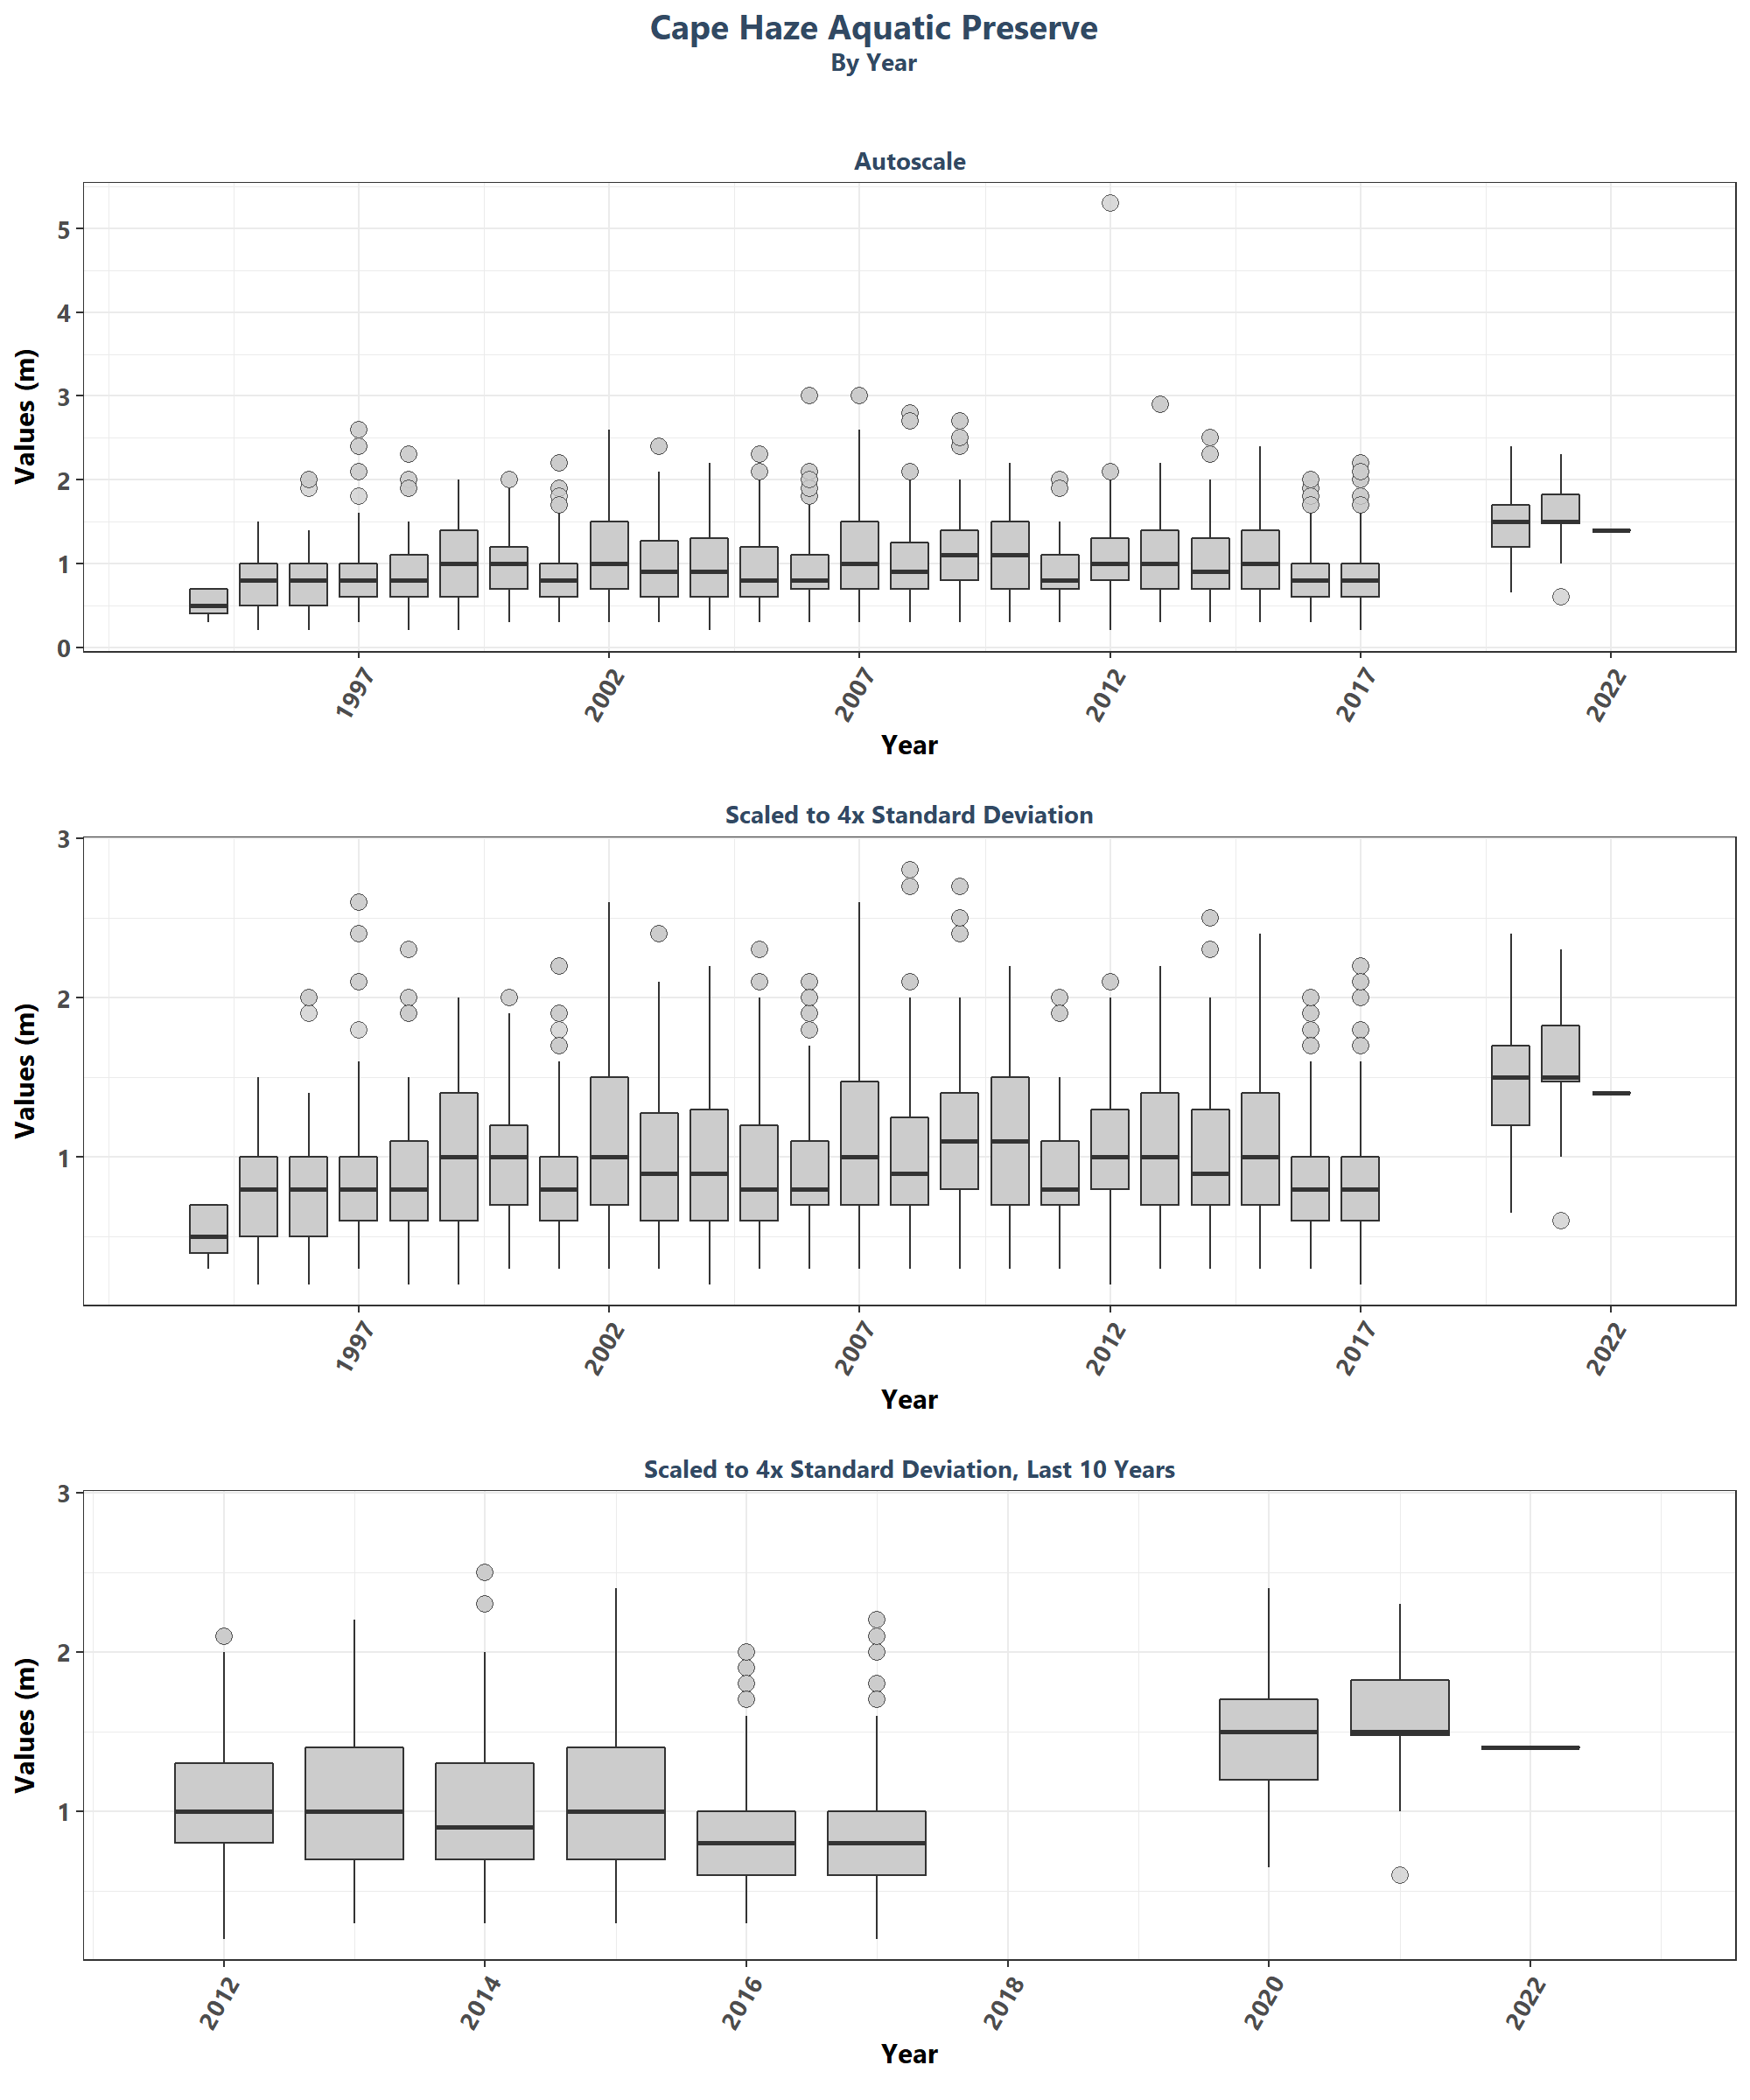 Cape Haze Aquatic Preserve
By Year
Autoscale
Values (m)
5
4
3
2
1
0
1997 2002 2007 2012 2017 2022
Year
Scaled to 4x Standard Deviation
Values (m)
3
2
1
1997 2002 2007 2012 2017 2022
Year
Scaled to 4x Standard Deviation, Last 10 Years
Values (m)
3
2
1
2012 2014 2016 2018 2020 2022
Year